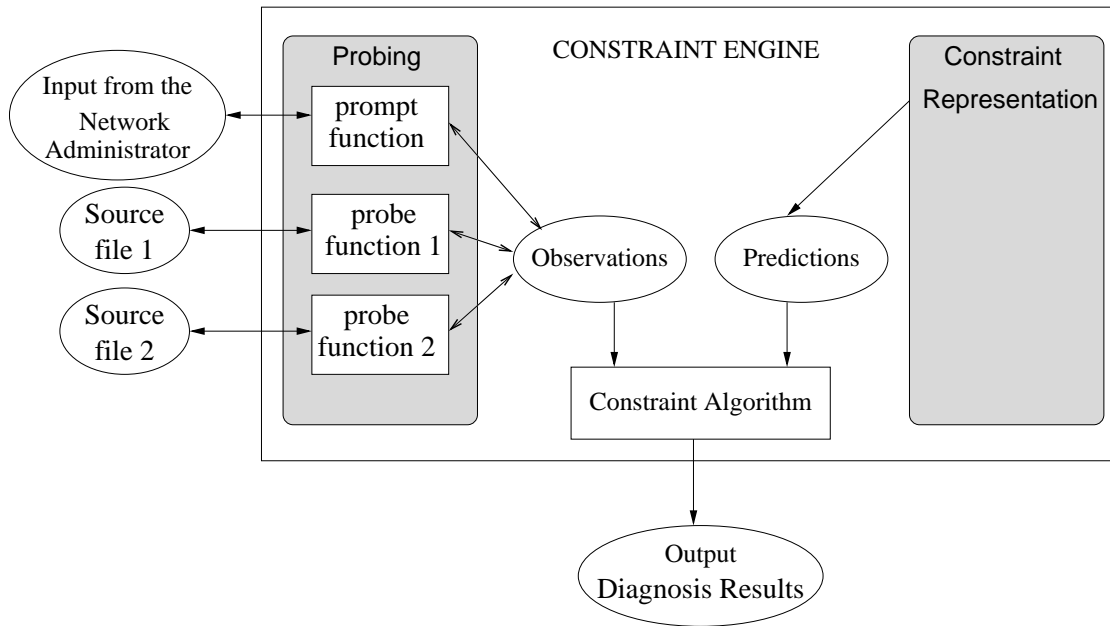 Probing
CONSTRAINT ENGINE
Constraint
Representation
Input from the
Network
Administrator
prompt
function
Source
file 1
probe
function 1
Observations
Predictions
Source
file 2
probe
function 2
Constraint Algorithm
Output
Diagnosis Results